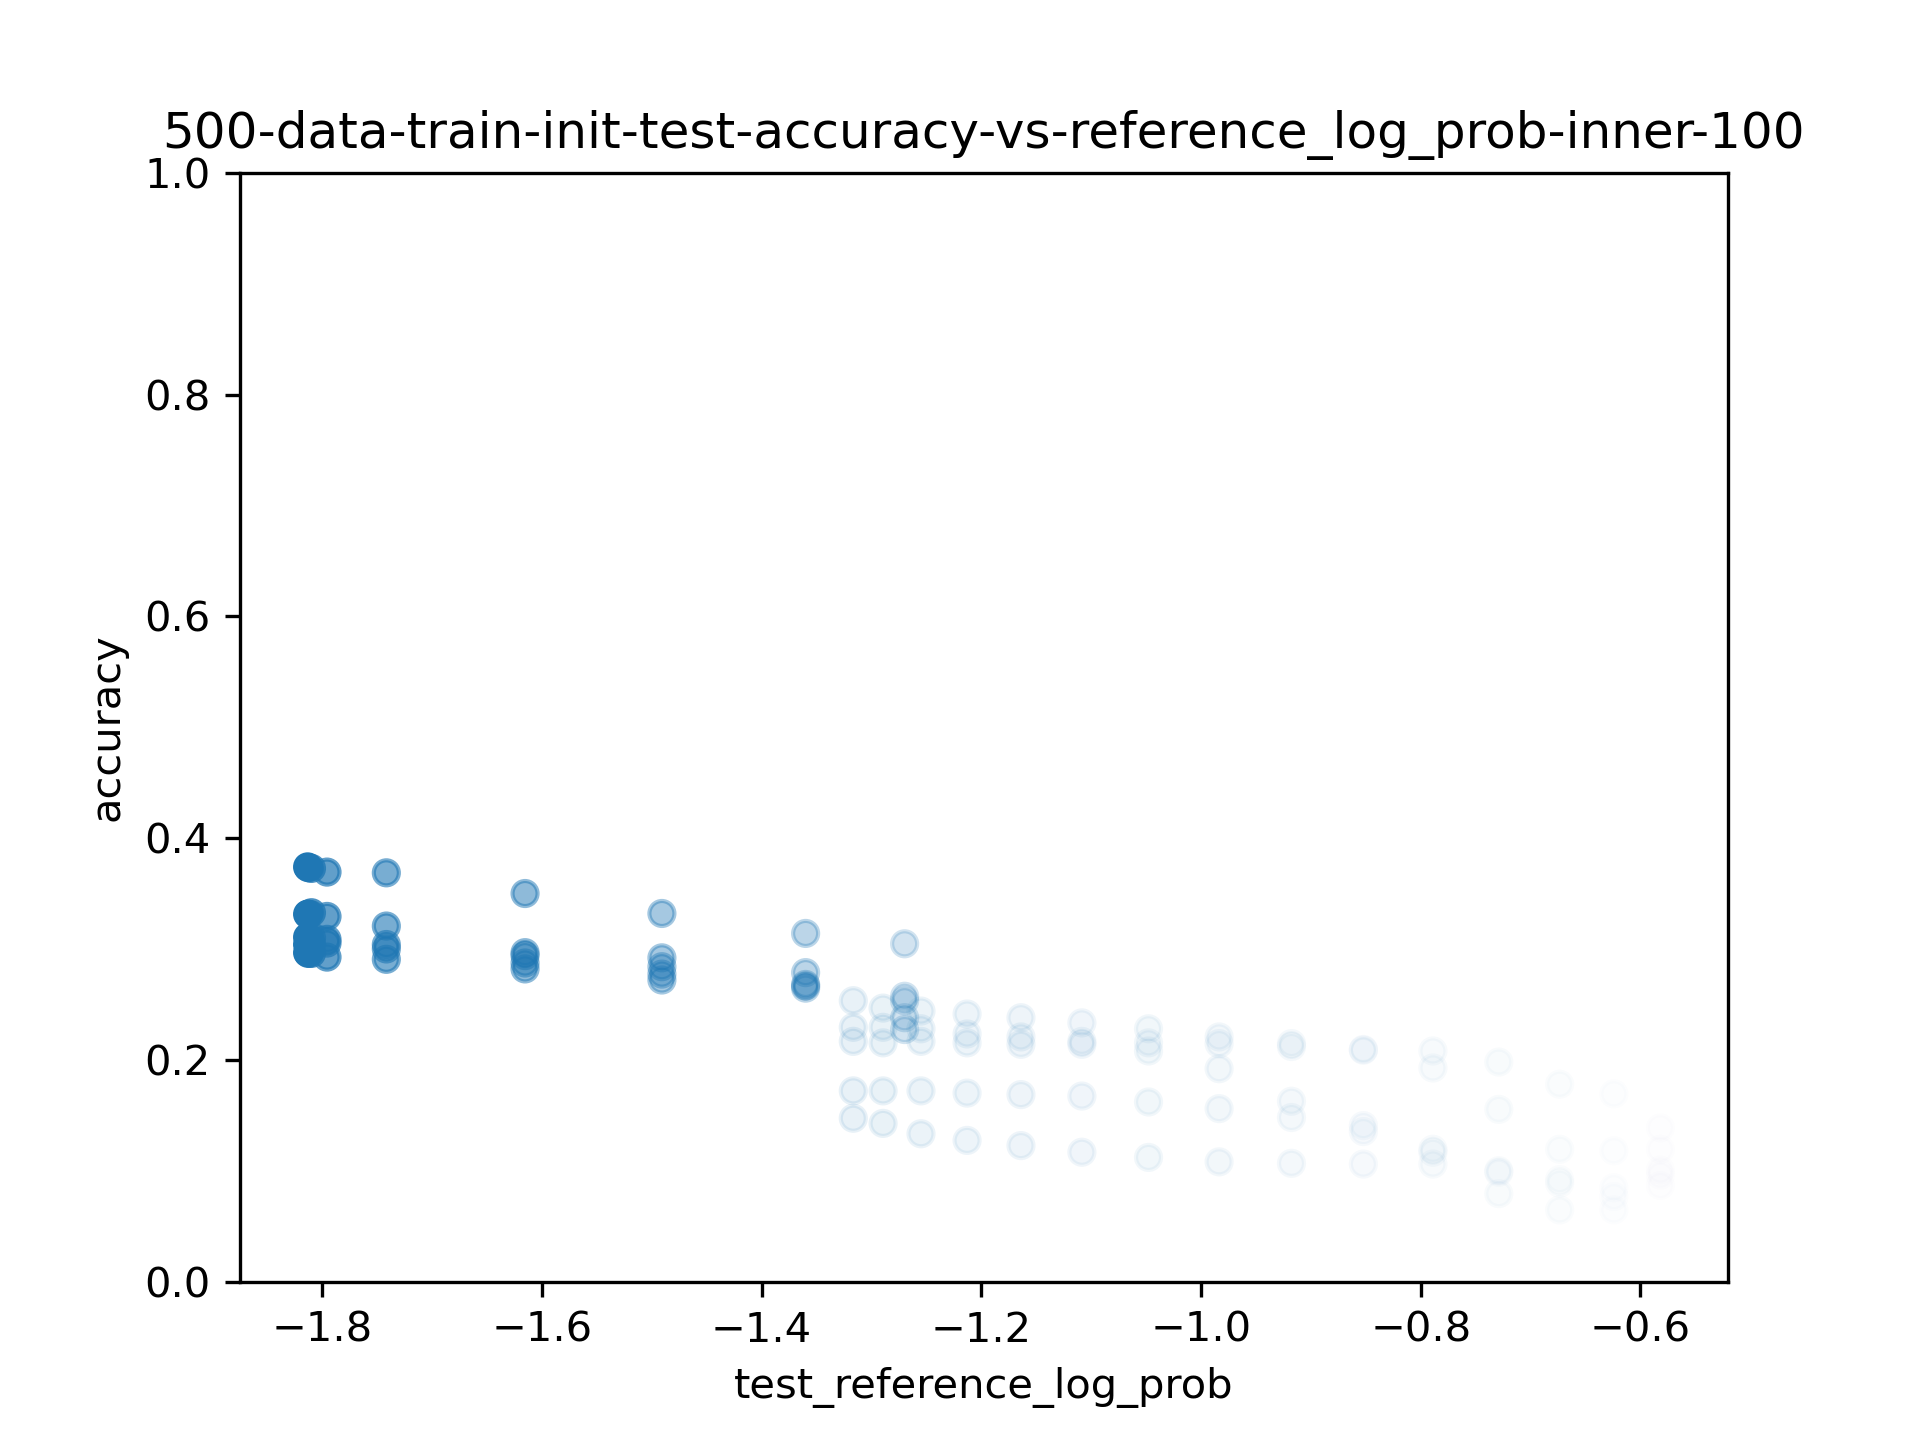 500-data-train-init-test-accuracy-vs-reference_log_prob-inner-100
1.0
0.8
0.6
0.4
0.2
0.0
accuracy
−1.8 −1.6 −1.4 −1.2 −1.0 −0.8 −0.6
test_reference_log_prob